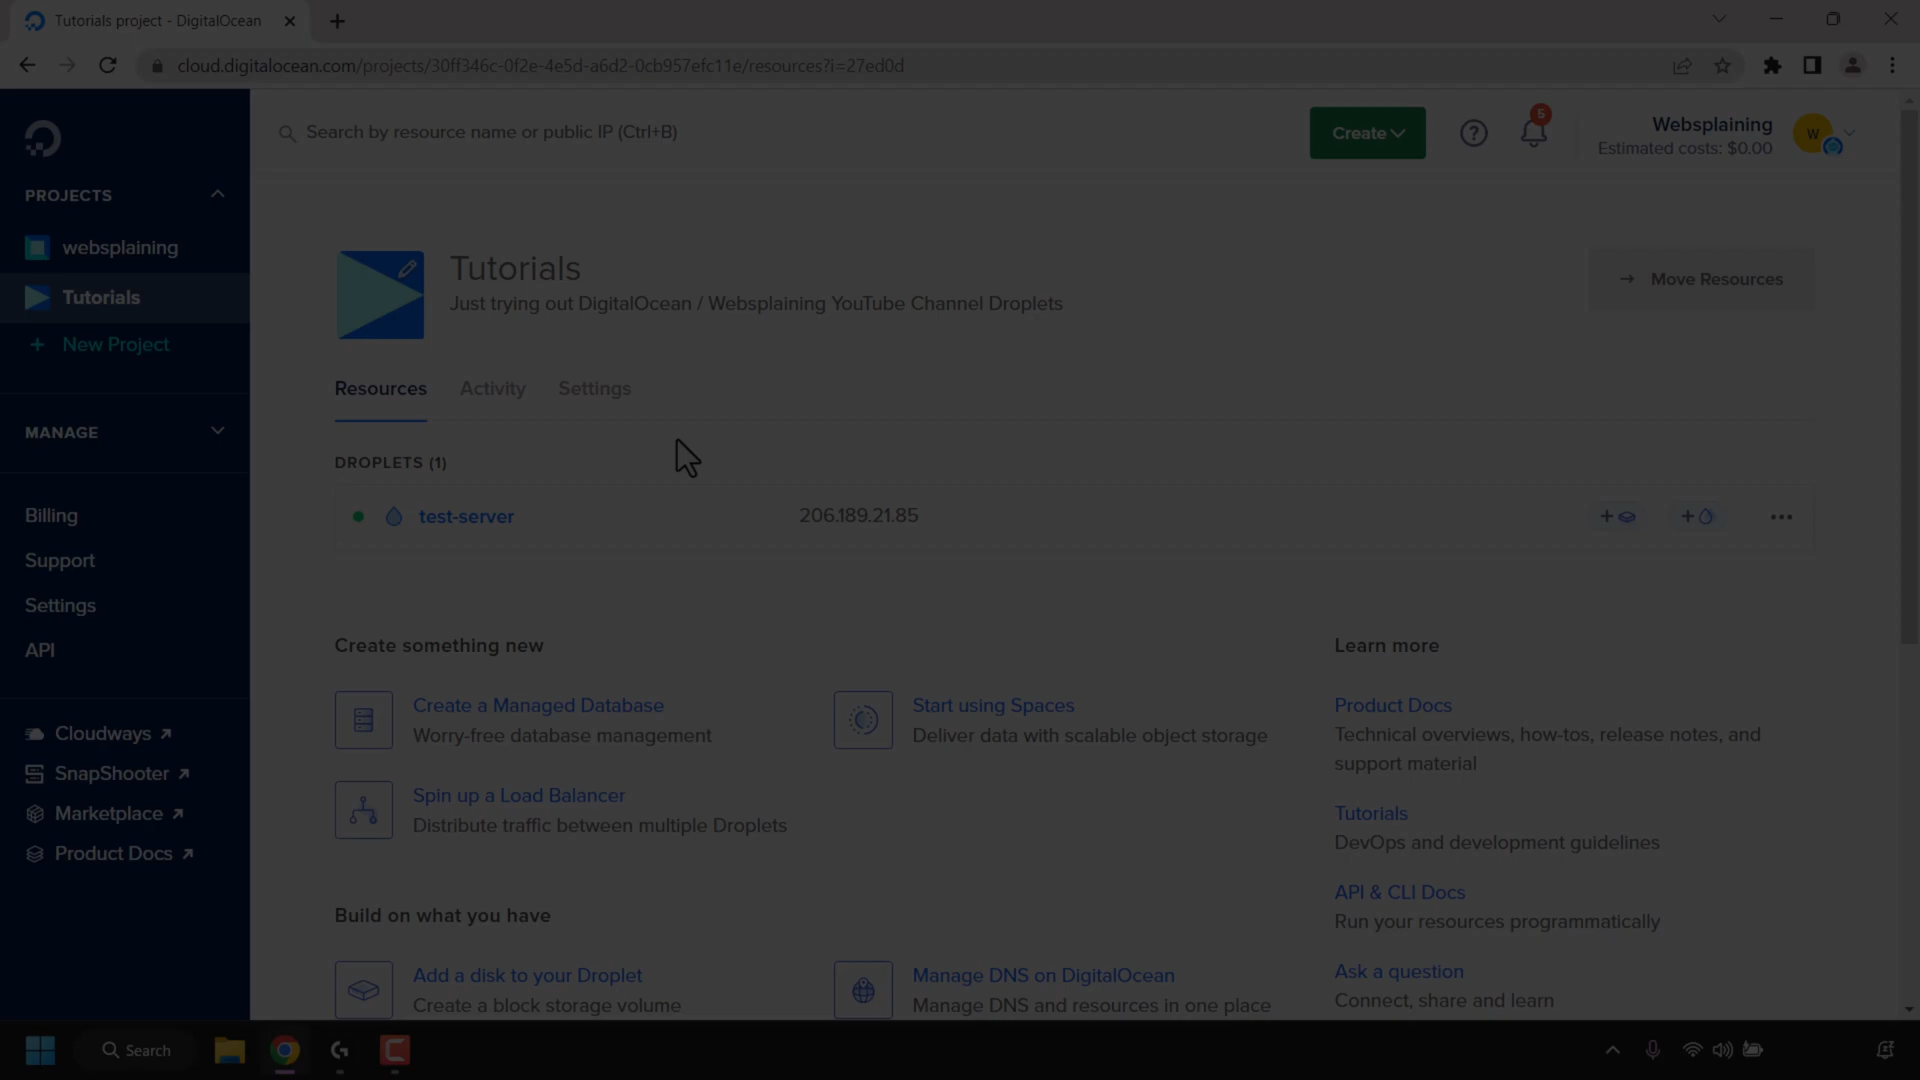 Tutorials project - DigitalOcean
cloud.digitalocean.com/projects/30ff346c-0f2e-4e5d-a6d2-0cb957efc11e/resources?i=27ed0d
Search by resource name or public IP (Ctrl+B)
Create
?
5
Websplaining
Estimated costs: $0.00
W
PROJECTS
websplaining
Tutorials
New Project
MANAGE
Billing
Support
Settings
API
Cloudways
SnapShooter
Marketplace
Product Docs
Tutorials
Just trying out DigitalOcean / Websplaining YouTube Channel Droplets
Move Resources
Resources Activity Settings
DROPLETS (1)
test-server 206.189.21.85
Create something new
Create a Managed Database
Worry-free database management
Start using Spaces
Deliver data with scalable object storage
Spin up a Load Balancer
Distribute traffic between multiple Droplets
Build on what you have
Add a disk to your Droplet
Create a block storage volume
Manage DNS on DigitalOcean
Manage DNS and resources in one place
Learn more
Product Docs
Technical overviews, how-tos, release notes, and
support material
Tutorials
DevOps and development guidelines
API & CLI Docs
Run your resources programmatically
Ask a question
Connect, share and learn
Search